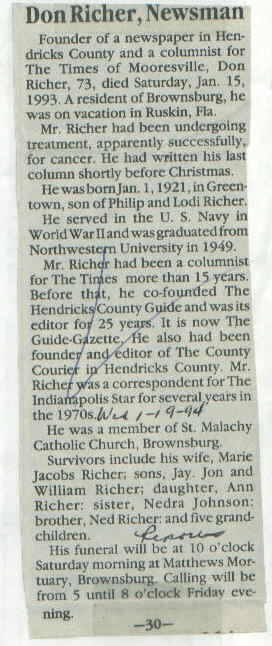 Don Richer, Newsman
Founder of a newspaper in Hen-
dricks County and a columnist for
The Times of Mooresville, Don
Richer, 73, died Saturday, Jan. 15,
1993. A resident of Brownsburg, he
was on vacation in Ruskin, Fla.
Mr. Richer had been undergoing
treatment, apparently successfully,
for cancer. He had written his last
column shortly before Christmas.
He was born Jan. 1, 1921, in Green-
town, son of Philip and Lodi Richer.
He served in the U. S. Navy in
World War II and was graduated from
Northwestern University in 1949.
Mr. Richer had been a columnist
for The Times more than 15 years.
Before that, he co-founded The
Hendricks County Guide and was its
editor for 25 years. It is now The
Guide-Gazette. He also had been
founder and editor of The County
Courier in Hendricks County. Mr.
Richer was a correspondent for The
Indianapolis Star for several years in
the 1970s. Wed 1-19-94
He was a member of St. Malachy
Catholic Church, Brownsburg.
Survivors include his wife, Marie
Jacobs Richer; sons, Jay. Jon and
William Richer; daughter, Ann
Richer: sister, Nedra Johnson:
brother, Ned Richer: and five grand-
children.
His funeral will be at 10 o'clock
Saturday morning at Matthews Mor-
tuary, Brownsburg. Calling will be
from 5 until 8 o'clock Friday eve-
ning.
—30—